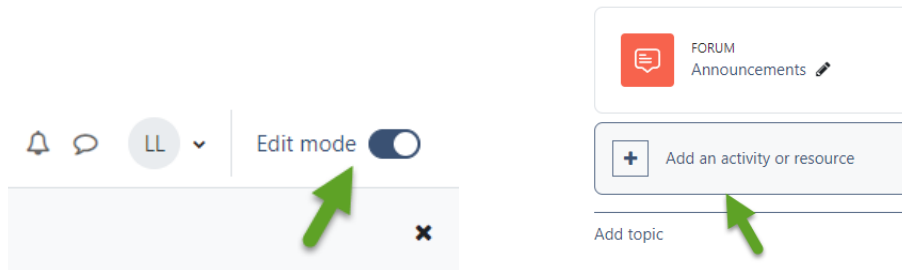 LL
Edit mode
FORUM
Announcements
Add an activity or resource
Add topic